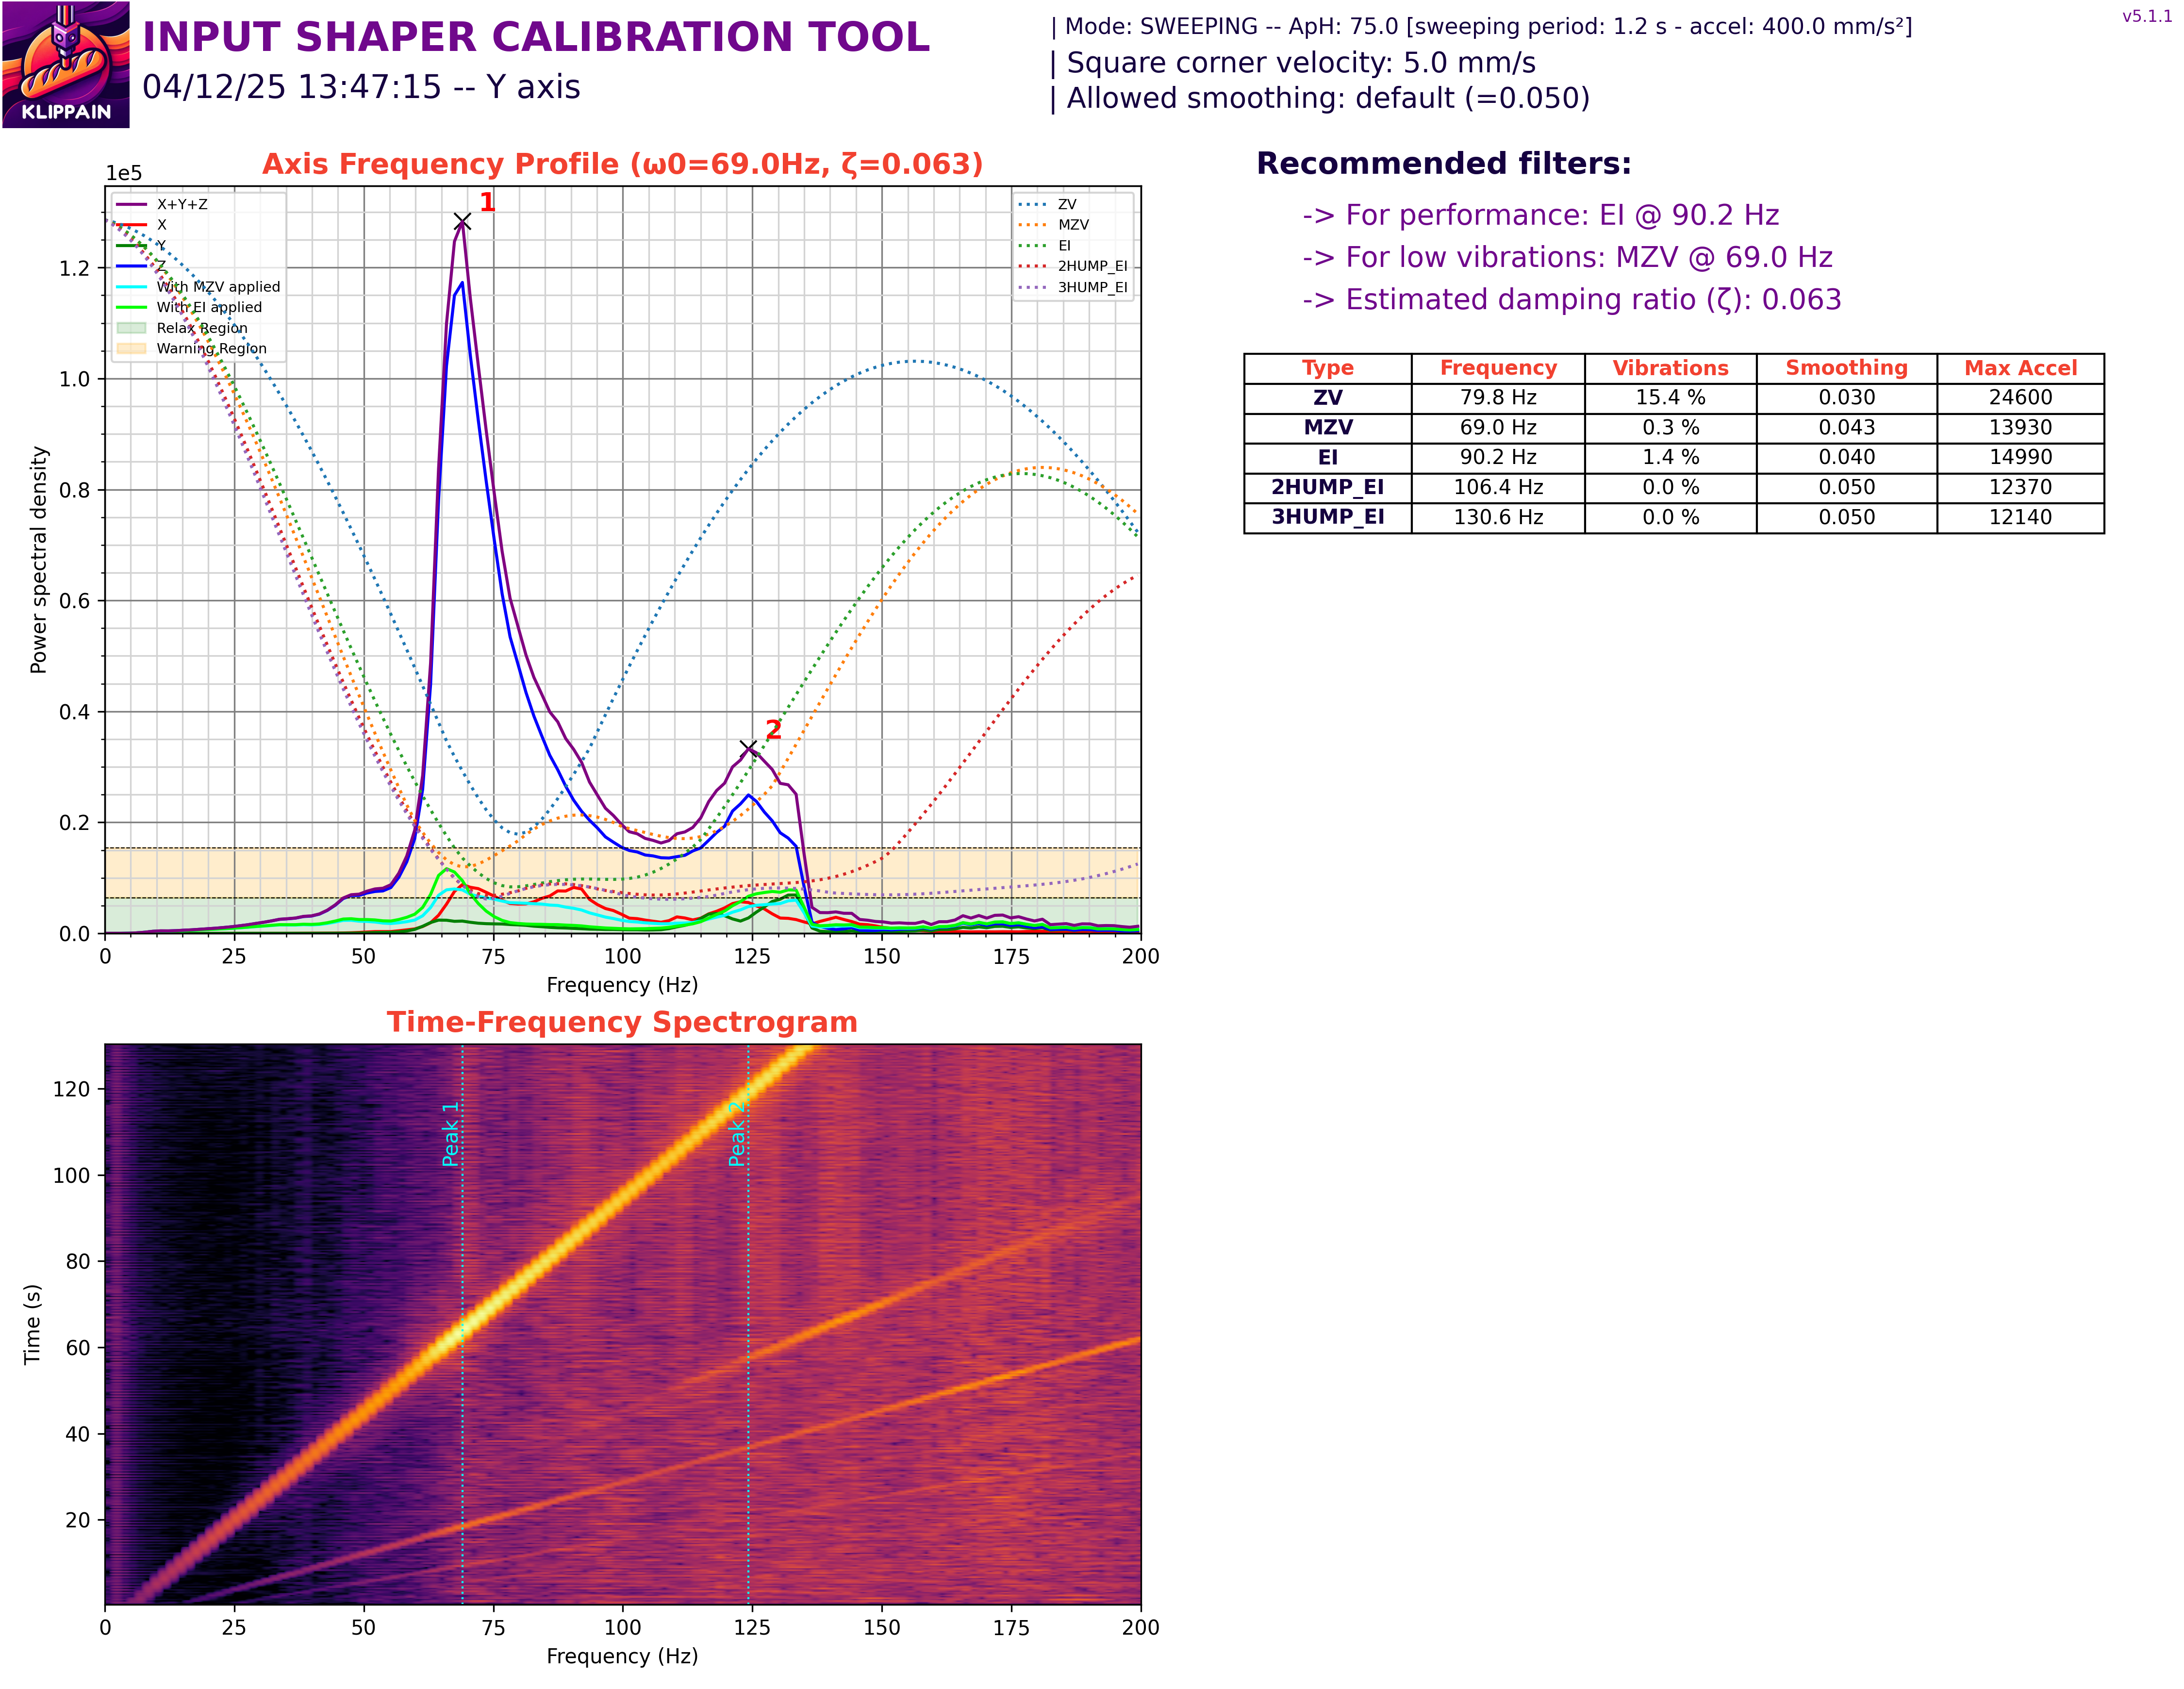 KLIPPAIN
INPUT SHAPER CALIBRATION TOOL
04/12/25 13:47:15 -- Y axis
| Mode: SWEEPING -- ApH: 75.0 [sweeping period: 1.2 s - accel: 400.0 mm/s²]
| Square corner velocity: 5.0 mm/s
| Allowed smoothing: default (=0.050)
v5.1.1
Axis Frequency Profile (ω0=69.0Hz, ζ=0.063)
1e5
X+Y+Z
X
Y
Z
With MZV applied
With EI applied
Relax Region
Warning Region
ZV
MZV
EI
2HUMP_EI
3HUMP_EI
1
2
Power spectral density
1.2
1.0
0.8
0.6
0.4
0.2
0.0
0 25 50 75 100 125 150 175 200
Frequency (Hz)
Recommended filters:
-> For performance: EI @ 90.2 Hz
-> For low vibrations: MZV @ 69.0 Hz
-> Estimated damping ratio (ζ): 0.063
Type Frequency Vibrations Smoothing Max Accel
ZV 79.8 Hz 15.4 % 0.030 24600
MZV 69.0 Hz 0.3 % 0.043 13930
EI 90.2 Hz 1.4 % 0.040 14990
2HUMP_EI 106.4 Hz 0.0 % 0.050 12370
3HUMP_EI 130.6 Hz 0.0 % 0.050 12140
Time-Frequency Spectrogram
Peak 1
Peak 2
Time (s)
120
100
80
60
40
20
0 25 50 75 100 125 150 175 200
Frequency (Hz)